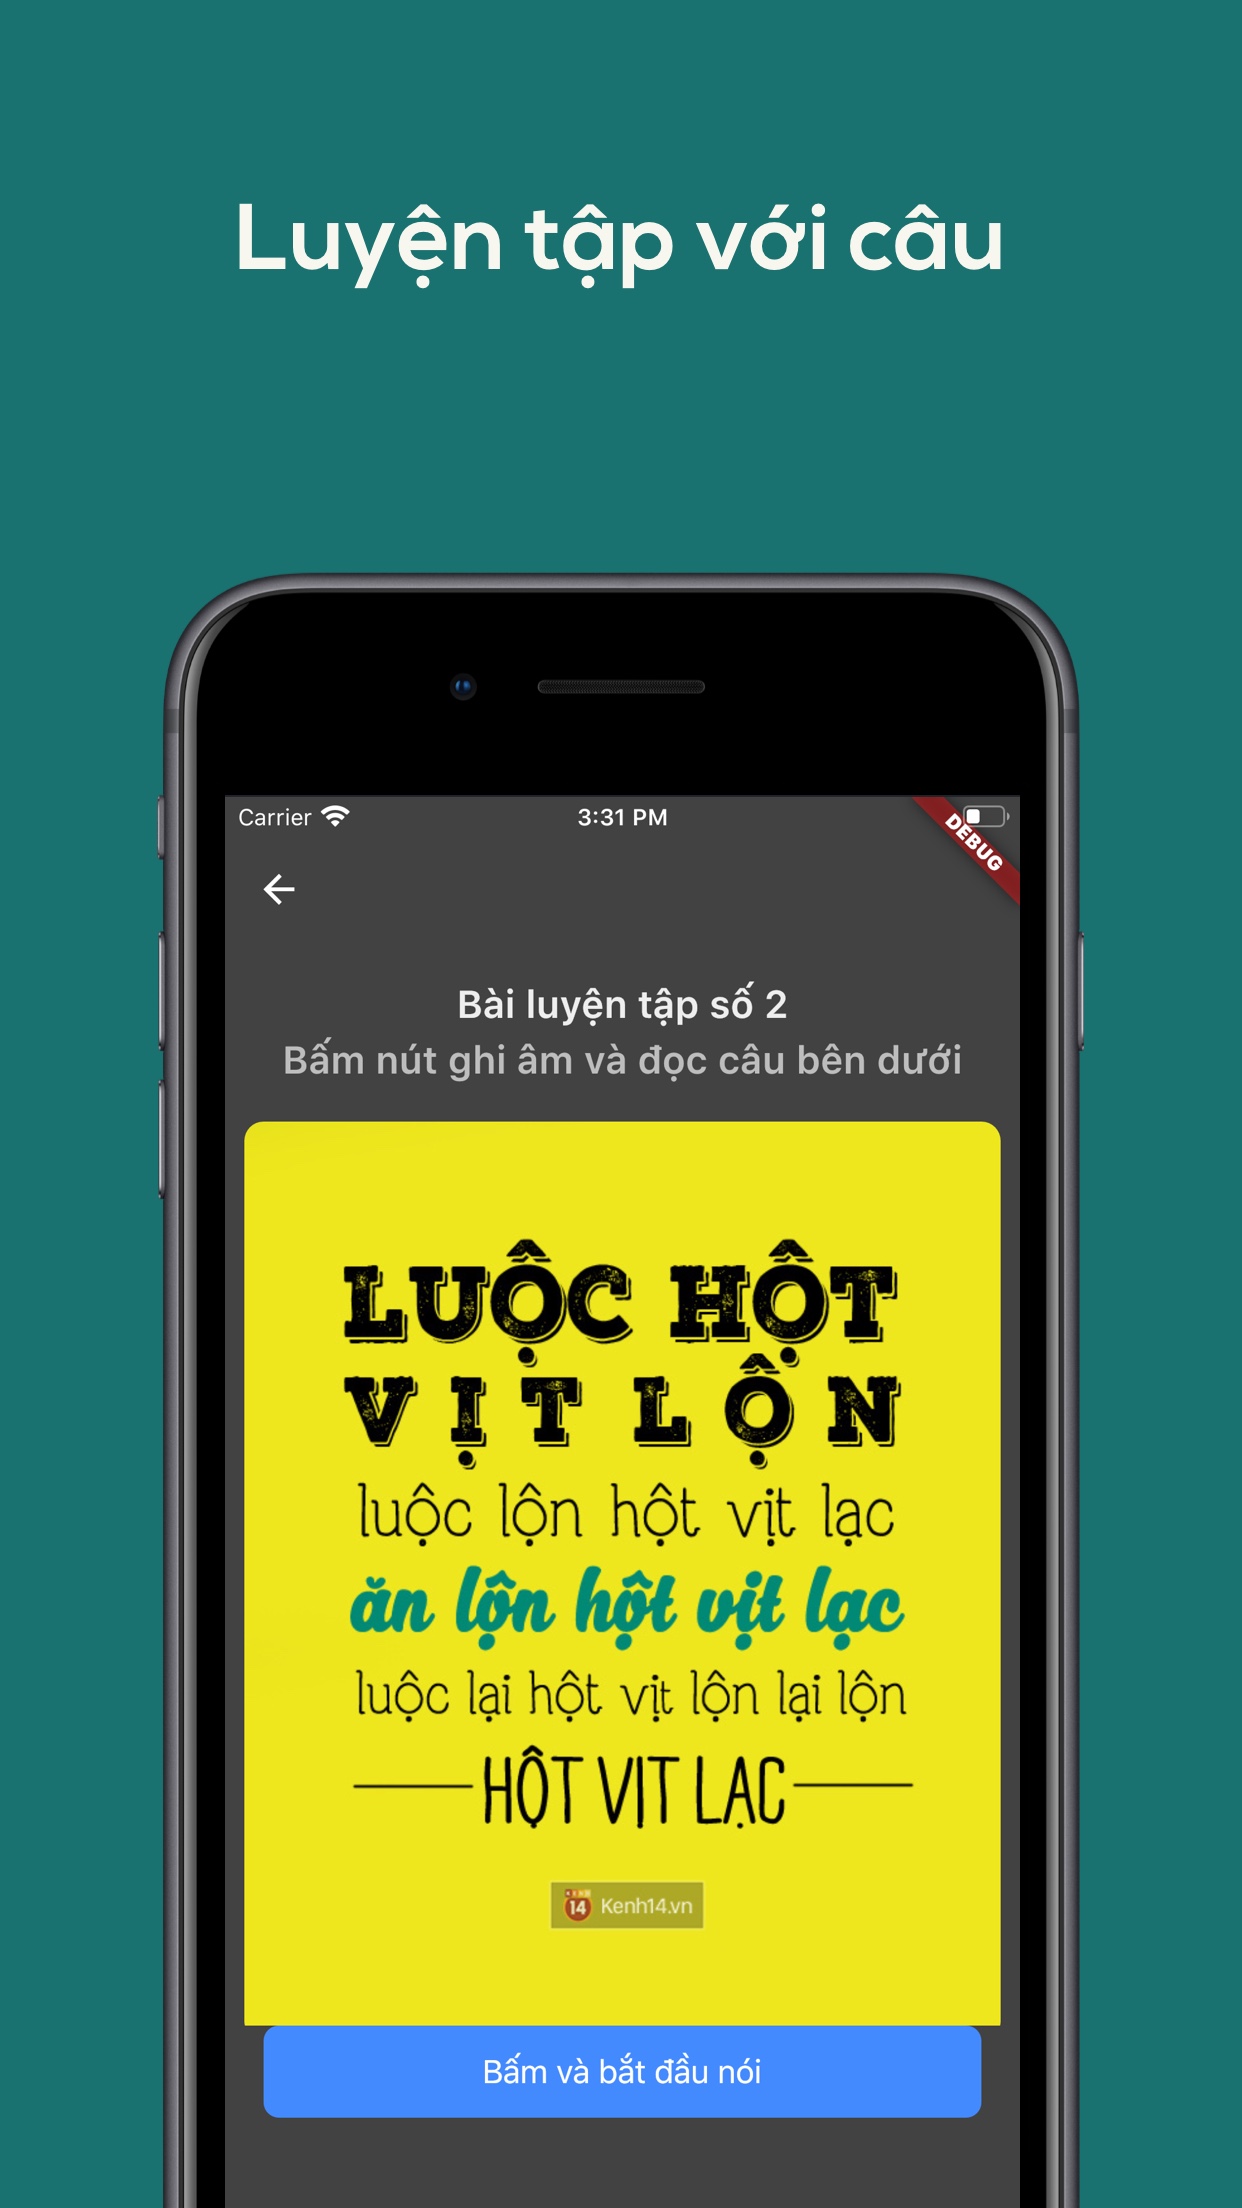 Luyện tập với câu
Carrier 3:31 PM
DEBUG
Bài luyện tập số 2
Bấm nút ghi âm và đọc câu bên dưới
LUỘC HỘT
VỊT LỘN
luộc lộn hột vịt lạc
ăn lộn hột vịt lạc
luộc lại hột vịt lộn lại lộn
HỘT VỊT LẠC
14 Kenh14.vn
Bấm và bắt đầu nói